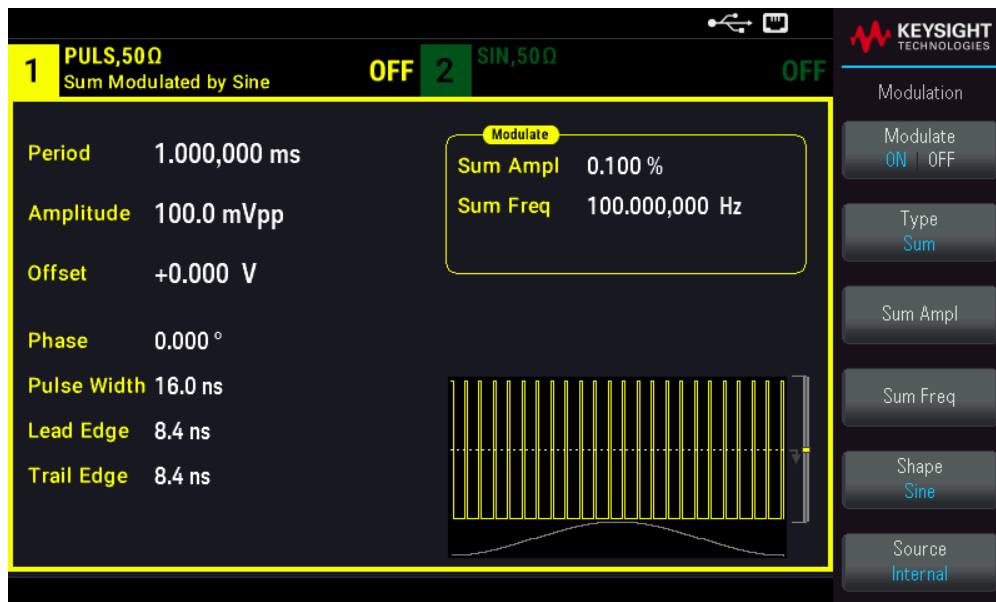 1
PULS,50Ω
Sum Modulated by Sine
OFF
2
SIN,50Ω
OFF
Period 1.000,000 ms
Amplitude 100.0 mVpp
Offset +0.000 V
Phase 0.000 °
Pulse Width 16.0 ns
Lead Edge 8.4 ns
Trail Edge 8.4 ns
Modulate
Sum Ampl 0.100 %
Sum Freq 100.000,000 Hz
KEYSIGHT
TECHNOLOGIES
Modulation
Modulate
ON | OFF
Type
Sum
Sum Ampl
Sum Freq
Shape
Sine
Source
Internal